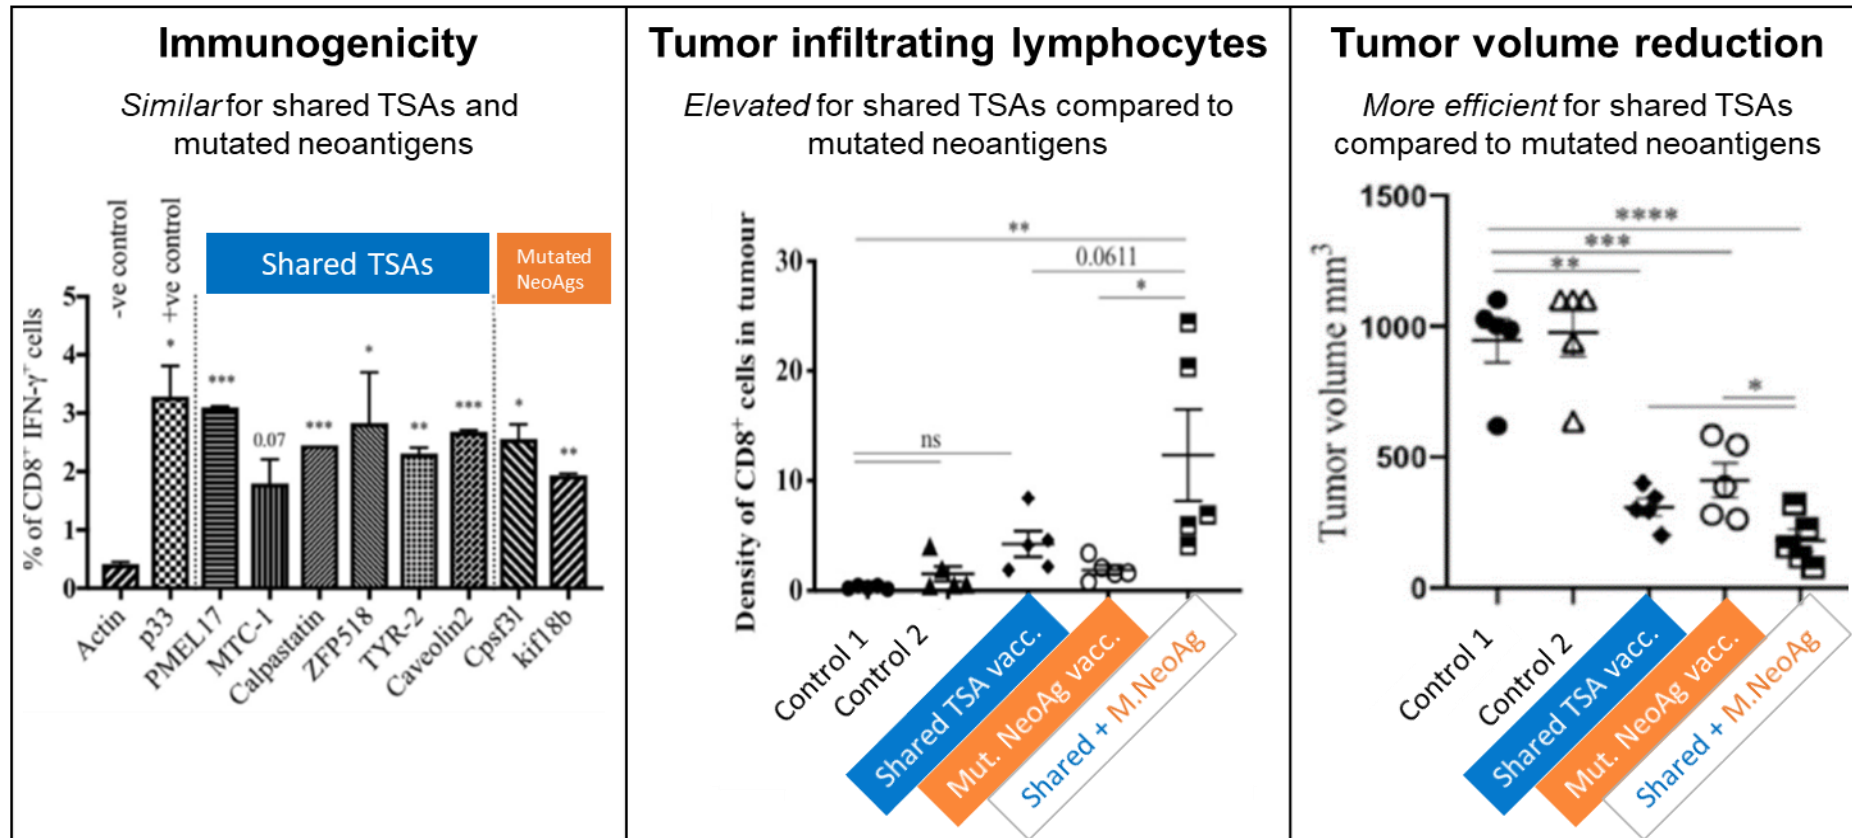 Immunogenicity
Similar for shared TSAs and
mutated neoantigens
-ve control
+ve control
Shared TSAs
Mutated
NeoAgs
% of CD8+ IFN-γ+ cells
5
4
3
2
1
0
*
***
0.07
***
*
**
***
*
**
Actin
p33
PMEL17
MTC-1
Calpastatin
ZFP518
TYR-2
Caveolin2
Cpsf3l
kif18b
Tumor infiltrating lymphocytes
Elevated for shared TSAs compared to
mutated neoantigens
Density of CD8+ cells in tumour
30
20
10
0
**
0.0611
*
ns
Control 1
Control 2
Shared TSA vacc.
Mut. NeoAg vacc.
Shared + M.NeoAg
Tumor volume reduction
More efficient for shared TSAs
compared to mutated neoantigens
Tumor volume mm3
1500
1000
500
0
****
***
**
*
Control 1
Control 2
Shared TSA vacc.
Mut. NeoAg vacc.
Shared + M.NeoAg